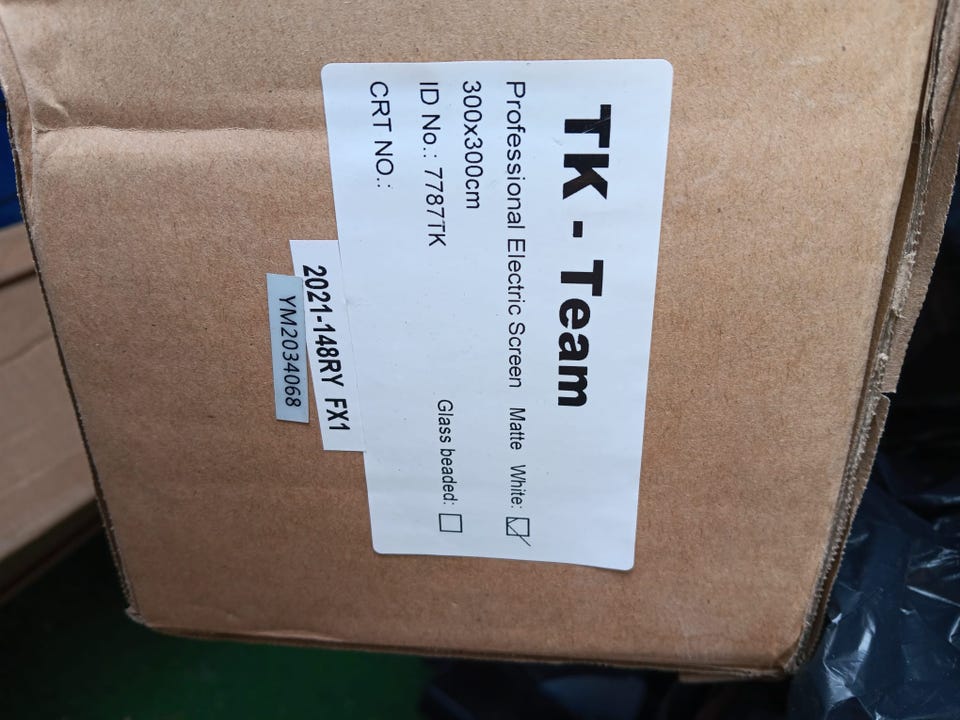 TK - Team
Professional Electric Screen Matte White:
300x300cm
Glass beaded:
ID No.: 7787TK
CRT NO.:
2021-148RY FX1
YM2034068